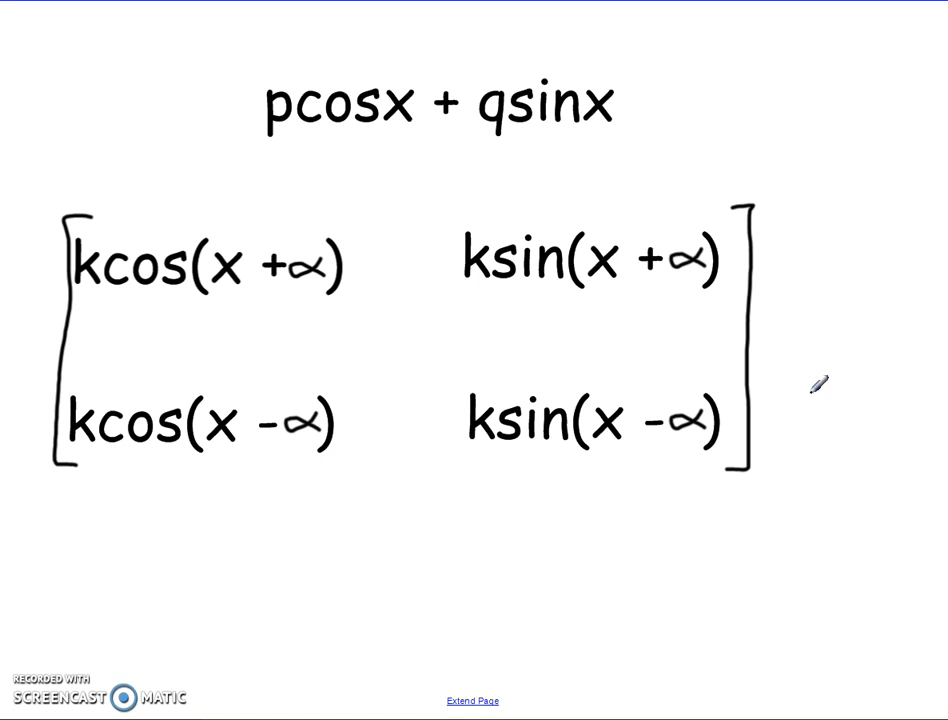 pcosx + qsinx
kcos(x +∝) ksin(x +∝)
kcos(x -∝) ksin(x -∝)
RECORDED WITH
SCREENCAST MATIC
Extend Page